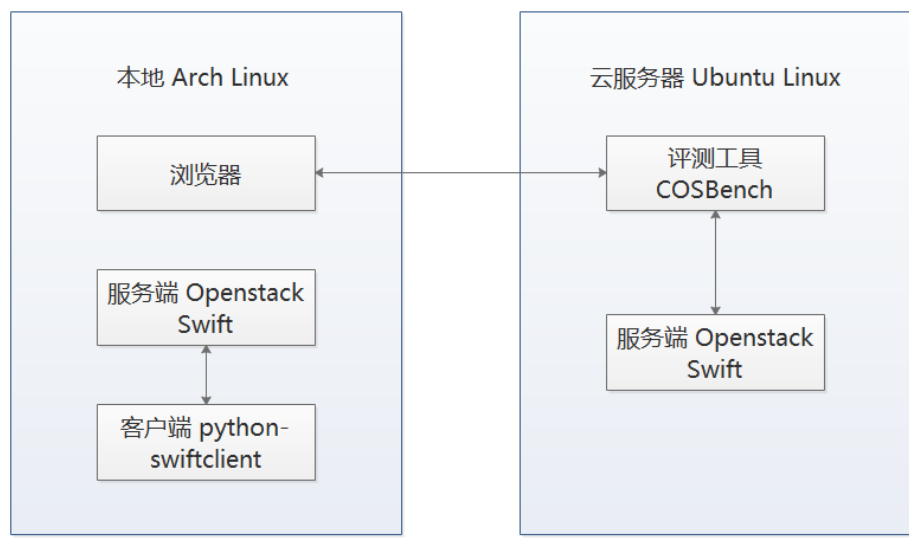 本地 Arch Linux
浏览器
服务端 Openstack
Swift
客户端 python-
swiftclient
云服务器 Ubuntu Linux
评测工具
COSBench
服务端 Openstack
Swift